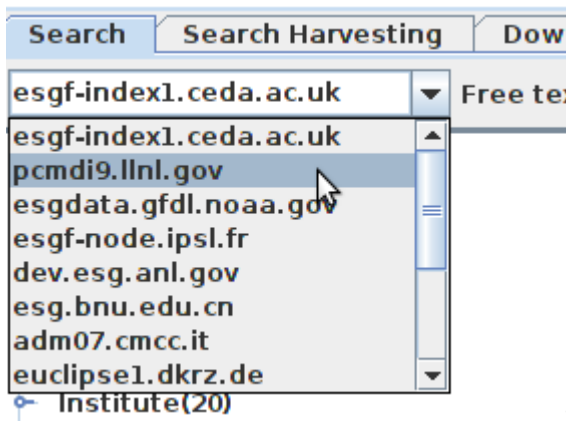 Search Search Harvesting Dow
esgf-index1.ceda.ac.uk Free tex
esgf-index1.ceda.ac.uk
pcmdi9.llnl.gov
esgdata.gfdl.noaa.gov
esgf-node.ipsl.fr
dev.esg.anl.gov
esg.bnu.edu.cn
adm07.cmcc.it
euclipse1.dkrz.de
Institute(20)